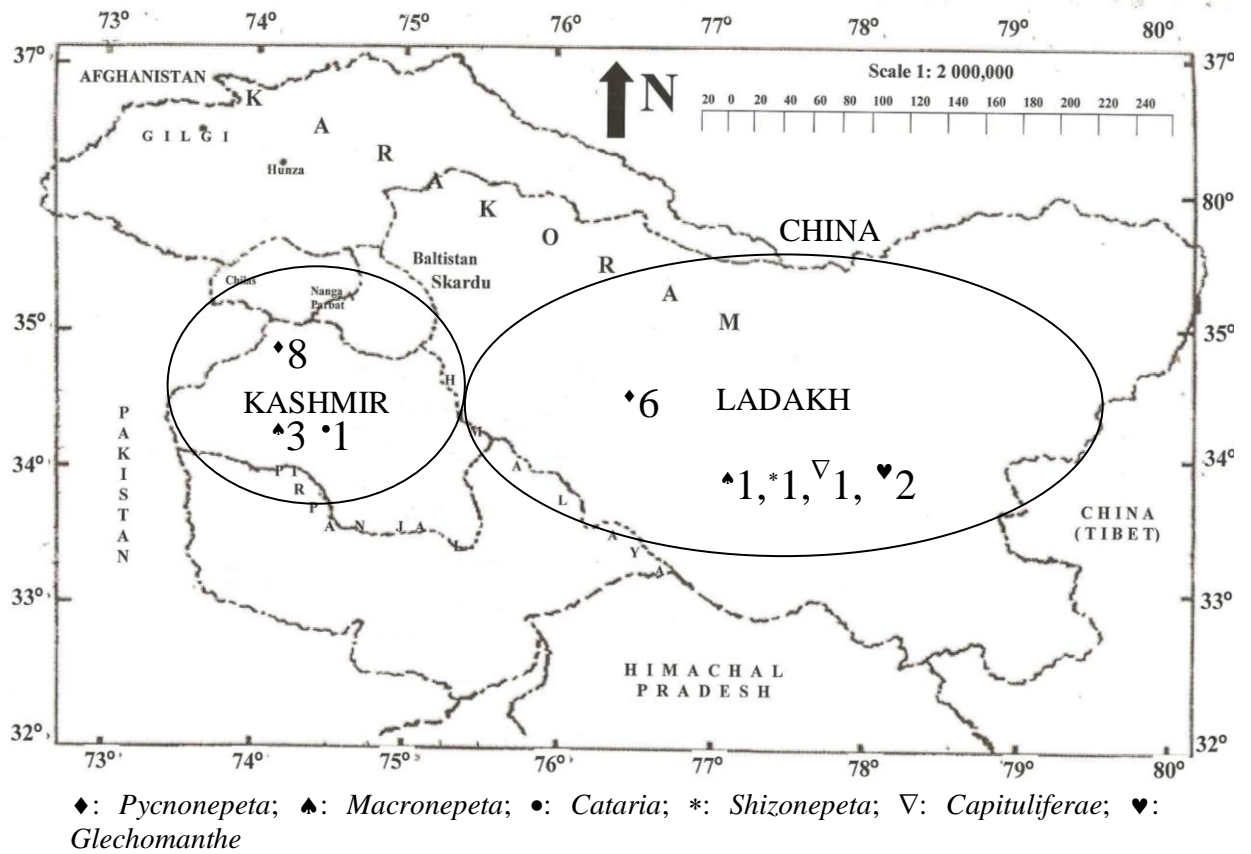 73° 74° 75° 76° 77° 78° 79° 80°
37° 37°
AFGHANISTAN
Scale 1: 2 000,000
N
20 0 20 40 60 80 100 120 140 160 180 200 220 240
G I L G I
Hunza
K A R A K O R A M
80°
CHINA
Baltistan
Skardu
Chilas
Nanga
Parbat
35° 35°
♦8
♦6
KASHMIR
LADAKH
♠3 •1
♠1, *1, ∇1, ♥2
PAKISTAN
H M A L A Y A
34° 34°
P I R P A N J A L
CHINA
(TIBET)
33° 33°
HIMACHAL
PRADESH
32° 32°
73° 74° 75° 76° 77° 78° 79° 80°
♦: Pycnonepeta; ♠: Macronepeta; •: Cataria; *: Shizonepeta; ∇: Capituliferae; ♥:
Glechomanthe